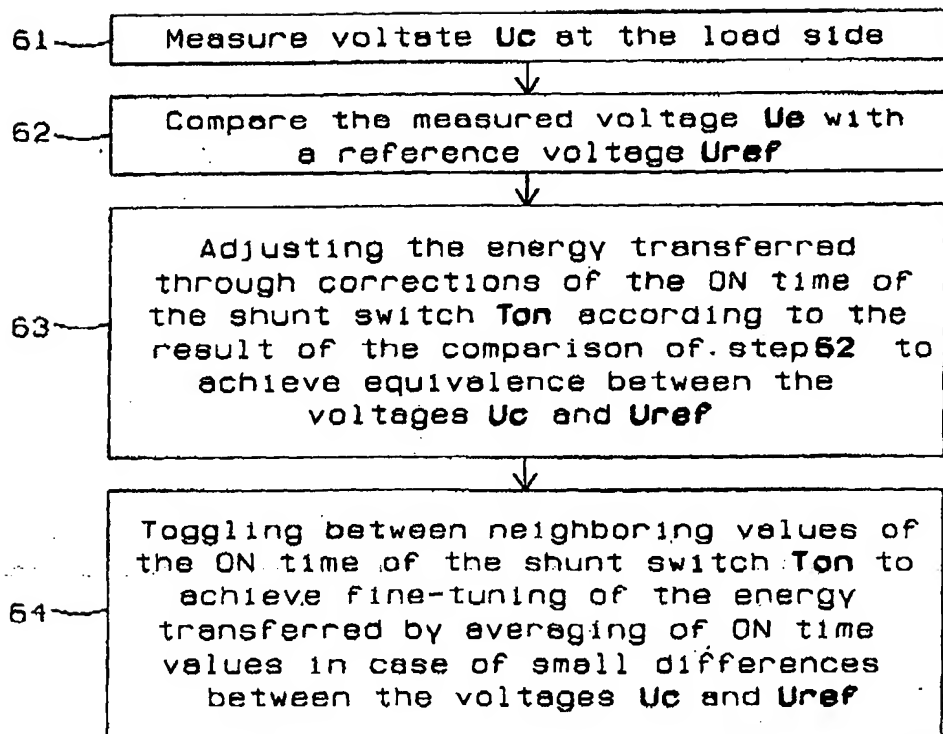 61
Measure voltate Uc at the load side
62
Compare the measured voltage Ue with
a reference voltage Uref
63
Adjusting the energy transferred
through corrections of the ON time of
the shunt switch Ton according to the
result of the comparison of step62 to
achieve equivalence between the
voltages Uc and Uref
64
Toggling between neighboring values of
the ON time of the shunt switch Ton to
achieve fine-tuning of the energy
transferred by averaging of ON time
values in case of small differences
between the voltages Uc and Uref